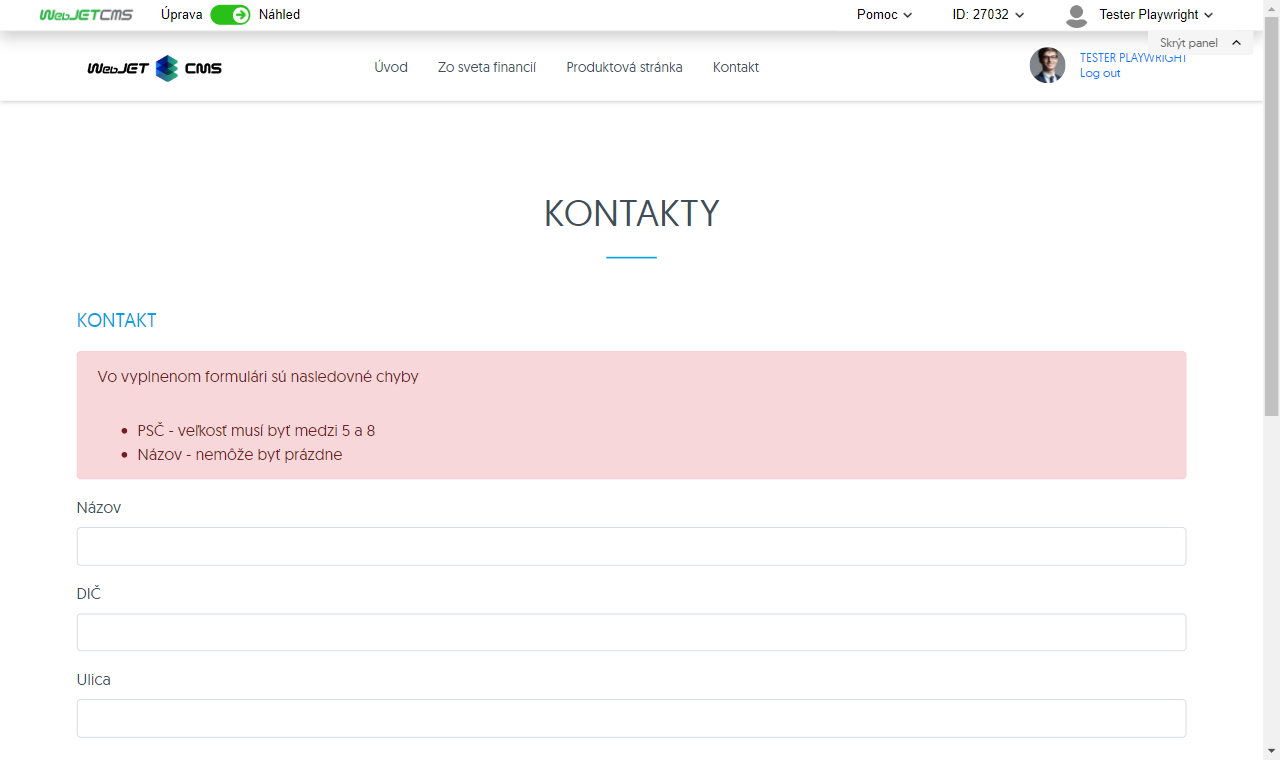 WebJETCMS Úprava Náhled Pomoc ID: 27032 Tester Playwright
Skrýt panel
WebJET CMS Úvod Zo sveta financií Produktová stránka Kontakt TESTER PLAYWRIGHT
Log out
KONTAKTY
KONTAKT
Vo vyplnenom formulári sú nasledovné chyby
PSČ - veľkosť musí byť medzi 5 a 8
Názov - nemôže byť prázdne
Názov
DIČ
Ulica